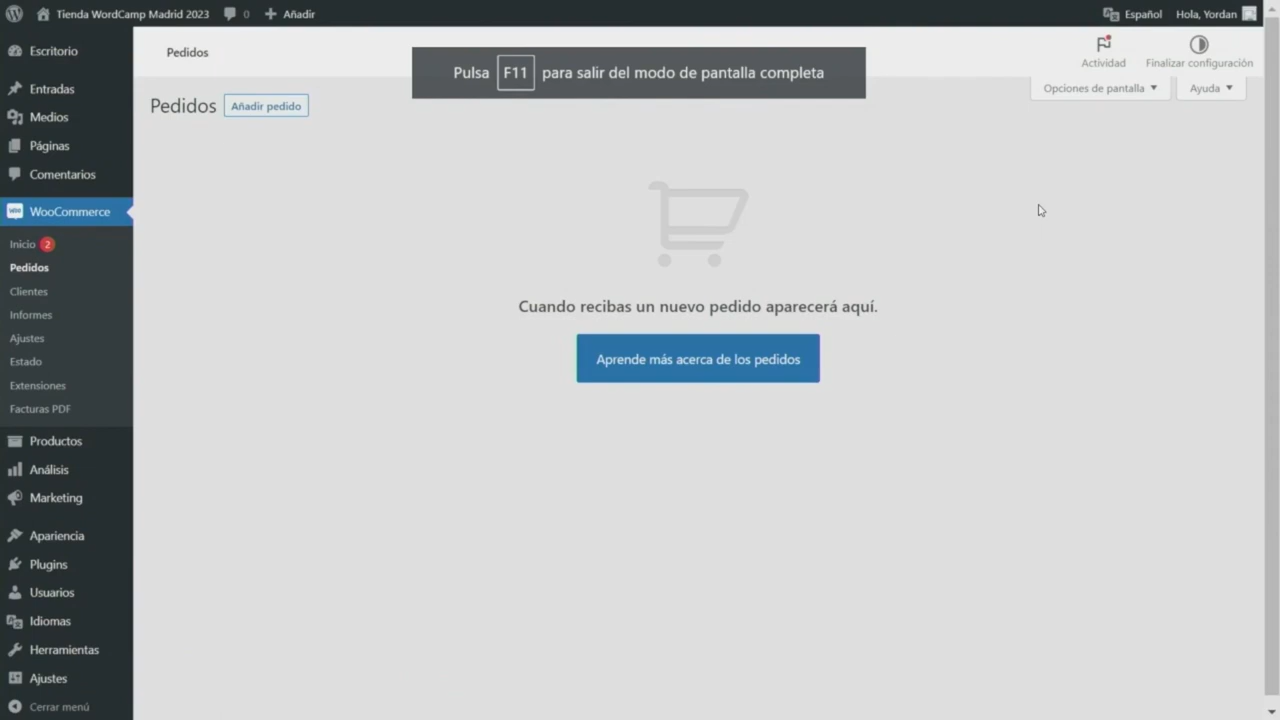 Tienda WordCamp Madrid 2023
0
Añadir
Español
Hola, Yordan
Escritorio
Entradas
Medios
Páginas
Comentarios
WooCommerce
Inicio 2
Pedidos
Clientes
Informes
Ajustes
Estado
Extensiones
Facturas PDF
Productos
Análisis
Marketing
Apariencia
Plugins
Usuarios
Idiomas
Herramientas
Ajustes
Cerrar menú
Pedidos
Pulsa F11 para salir del modo de pantalla completa
Actividad
Finalizar configuración
Opciones de pantalla
Ayuda
Pedidos
Añadir pedido
Cuando recibas un nuevo pedido aparecerá aquí.
Aprende más acerca de los pedidos